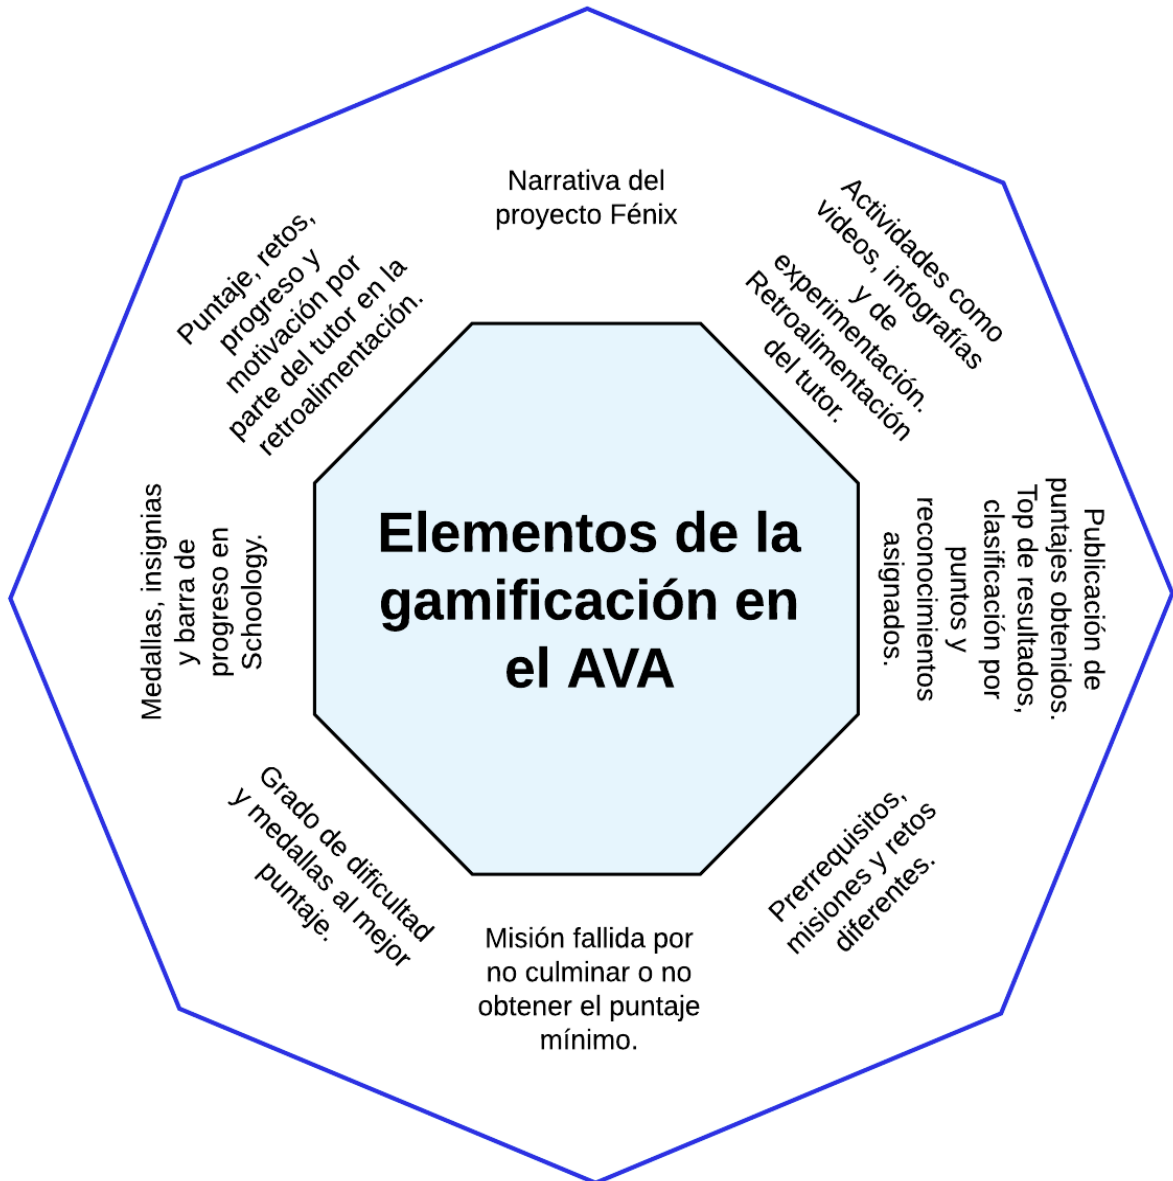 Narrativa del
proyecto Fénix
Actividades como
videos, infografías
y de
experimentación.
Retroalimentación
del tutor.
Publicación de
puntajes obtenidos.
Top de resultados,
clasificación por
puntos y
reconocimientos
asignados.
Prerrequisitos,
misiones y retos
diferentes.
Misión fallida por
no culminar o no
obtener el puntaje
mínimo.
Grado de dificultad
y medallas al mejor
puntaje.
Medallas, insignias
y barra de
progreso en
Schoology.
Puntaje, retos,
progreso y
motivación por
parte del tutor en la
retroalimentación.
Elementos de la
gamificación en
el AVA